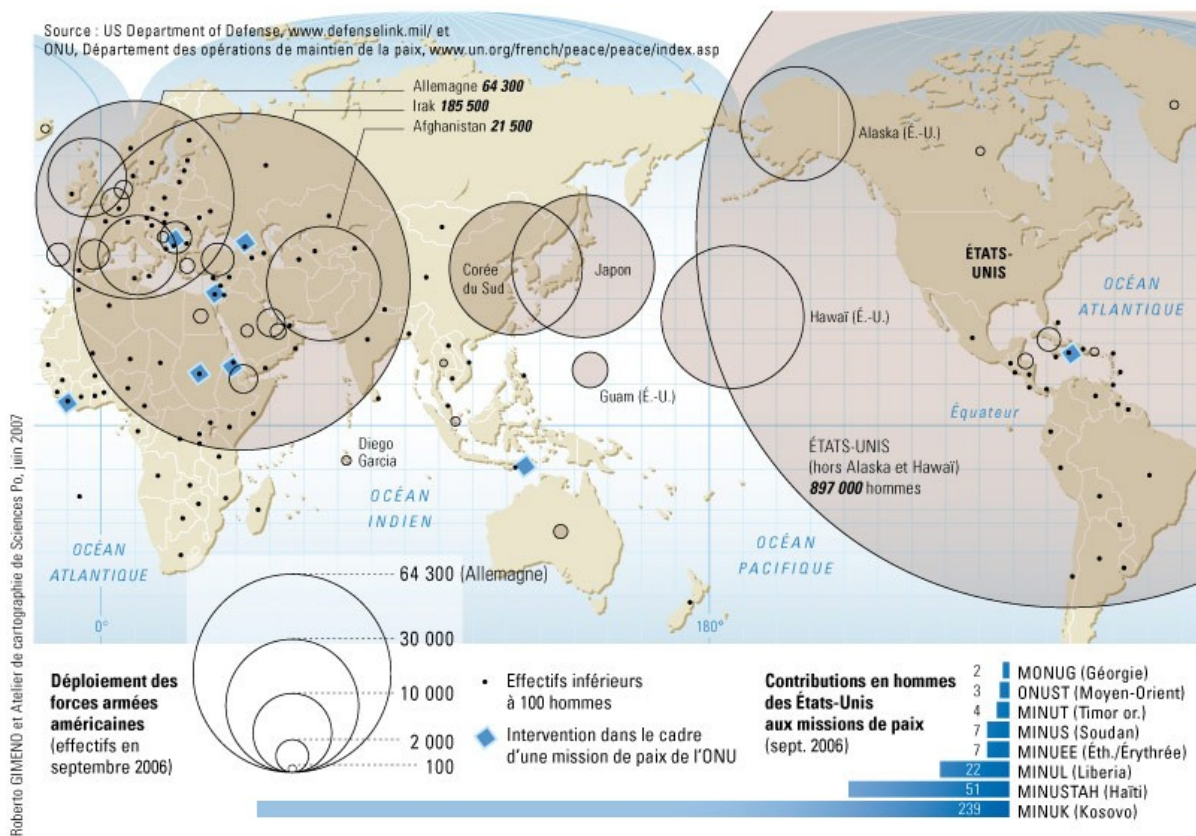 Source : US Department of Defense, www.defenselink.mil/ et
ONU, Département des opérations de maintien de la paix, www.un.org/french/peace/peace/index.asp
Allemagne 64 300
Irak 185 500
Afghanistan 21 500
Alaska (É.-U.)
ÉTATS-
UNIS
OCÉAN
ATLANTIQUE
Corée
du Sud
Japon
Hawaï (É.-U.)
Guam (É.-U.)
Équateur
Diego
Garcia
ÉTATS-UNIS
(hors Alaska et Hawaï)
897 000 hommes
OCÉAN
INDIEN
OCÉAN
ATLANTIQUE
OCÉAN
PACIFIQUE
0°
180°
Roberto GIMENO et Atelier de cartographie de Sciences Po, juin 2007
Déploiement des
forces armées
américaines
(effectifs en
septembre 2006)
64 300 (Allemagne)
30 000
10 000
2 000
100
Effectifs inférieurs
à 100 hommes
Intervention dans le cadre
d'une mission de paix de l'ONU
Contributions en hommes
des États-Unis
aux missions de paix
(sept. 2006)
2 MONUG (Géorgie)
3 ONUST (Moyen-Orient)
4 MINUT (Timor or.)
7 MINUS (Soudan)
7 MINUEE (Éth./Érythrée)
22 MINUL (Liberia)
51 MINUSTAH (Haïti)
239 MINUK (Kosovo)